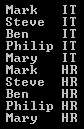 Mark IT
Steve IT
Ben IT
Philip IT
Mary IT
Mark HR
Steve HR
Ben HR
Philip HR
Mary HR